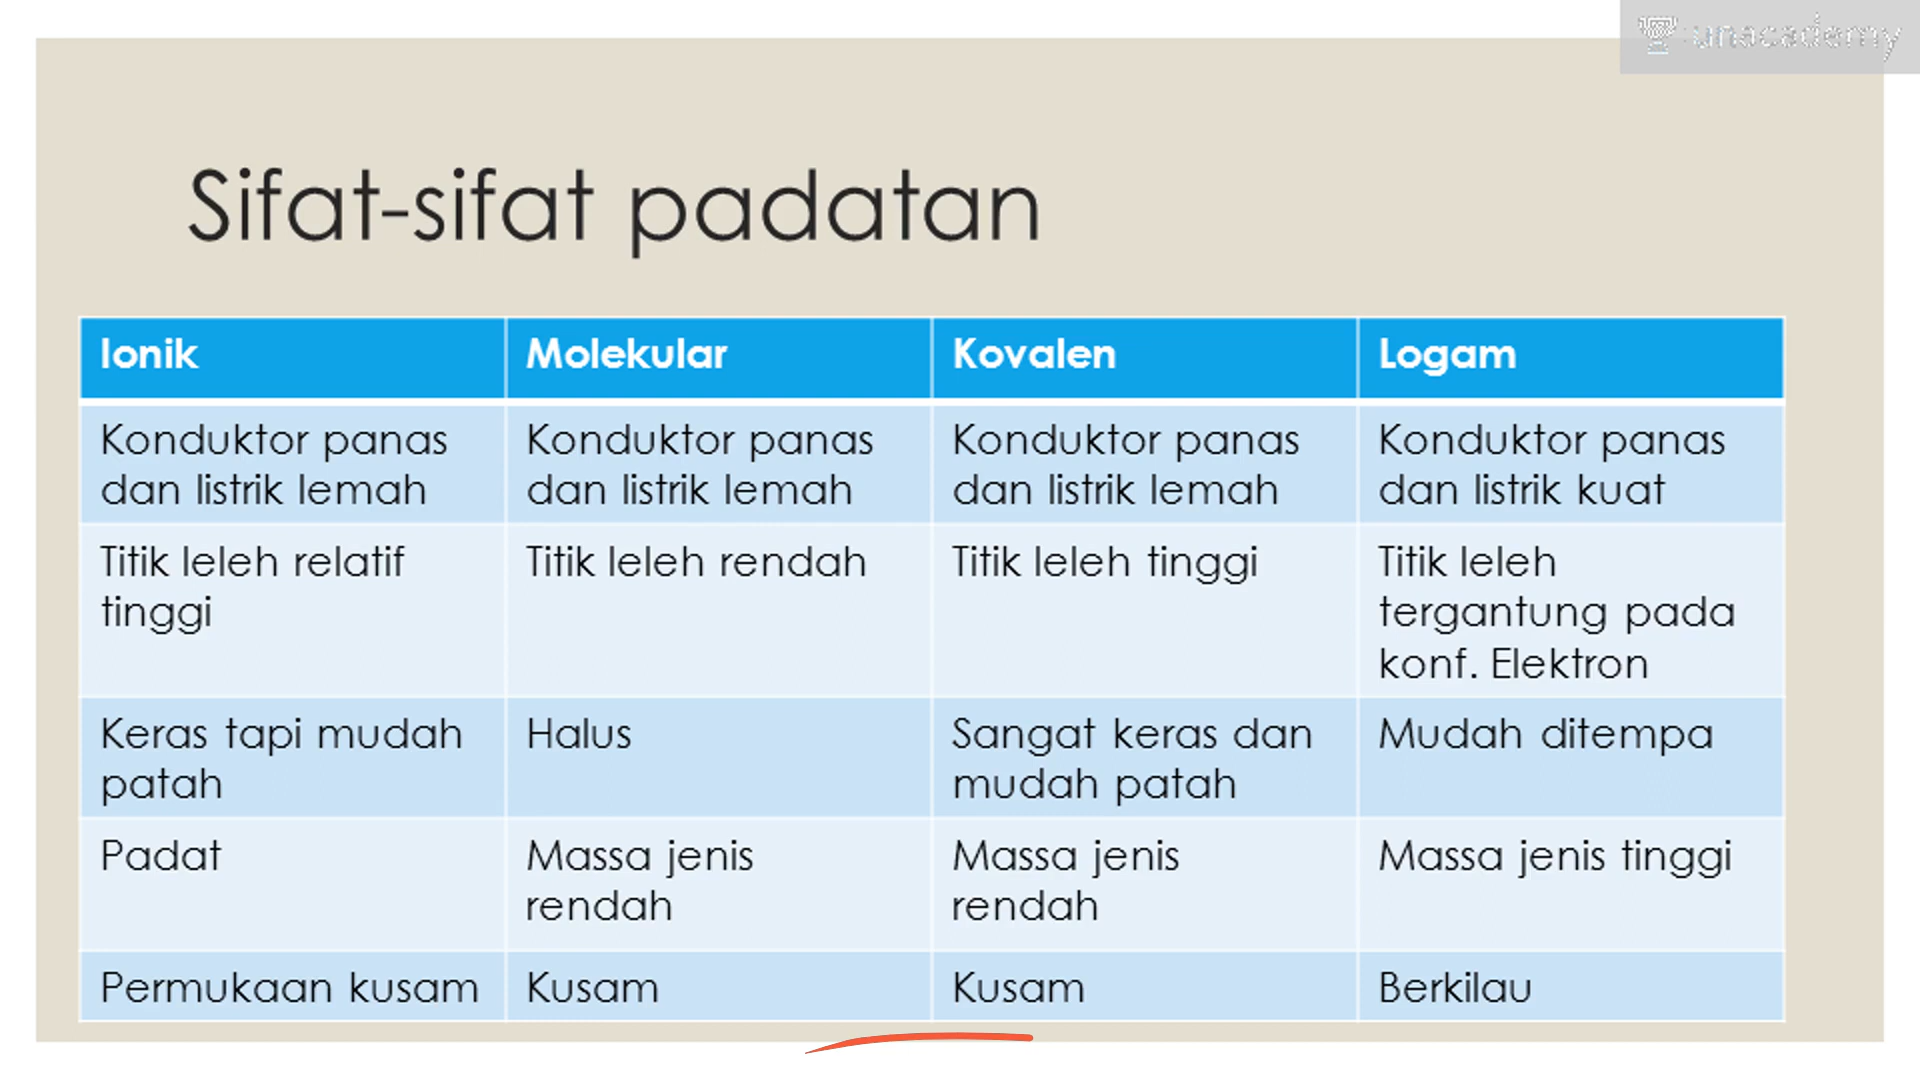 unacademy
Sifat-sifat padatan
Ionik Molekular Kovalen Logam
Konduktor panas Konduktor panas Konduktor panas Konduktor panas
dan listrik lemah dan listrik lemah dan listrik lemah dan listrik kuat
Titik leleh relatif Titik leleh rendah Titik leleh tinggi Titik leleh
tinggi tergantung pada
konf. Elektron
Keras tapi mudah Halus Sangat keras dan Mudah ditempa
patah mudah patah
Padat Massa jenis Massa jenis Massa jenis tinggi
rendah rendah
Permukaan kusam Kusam Kusam Berkilau